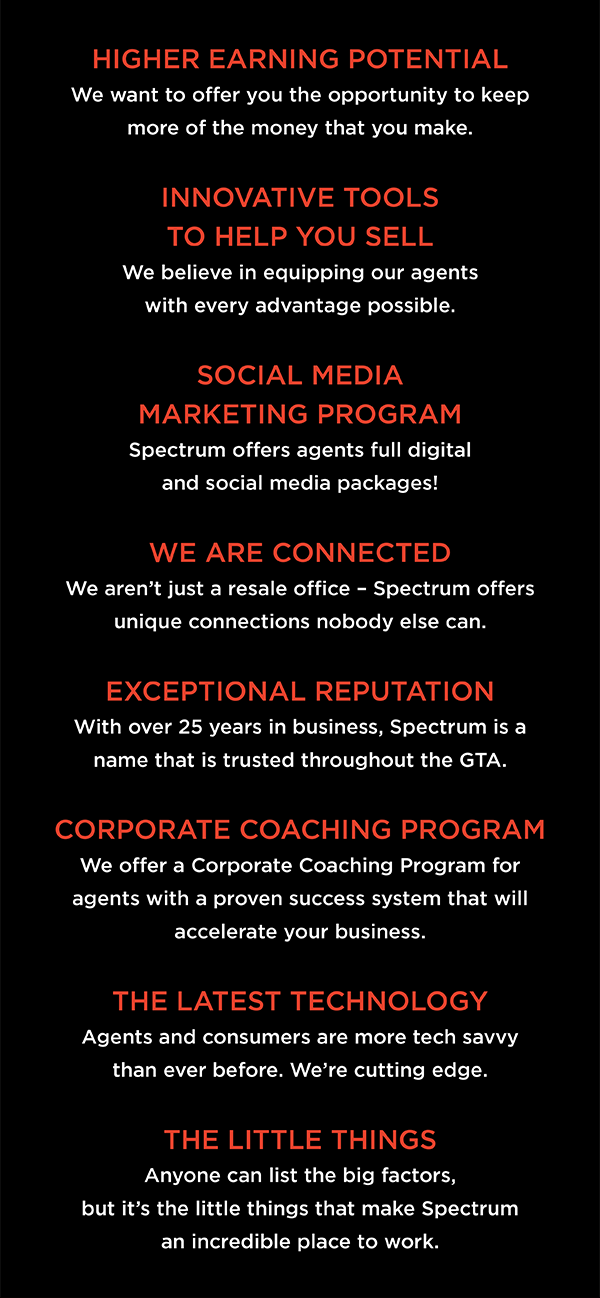 HIGHER EARNING POTENTIAL
We want to offer you the opportunity to keep
more of the money that you make.
INNOVATIVE TOOLS
TO HELP YOU SELL
We believe in equipping our agents
with every advantage possible.
SOCIAL MEDIA
MARKETING PROGRAM
Spectrum offers agents full digital
and social media packages!
WE ARE CONNECTED
We aren’t just a resale office – Spectrum offers
unique connections nobody else can.
EXCEPTIONAL REPUTATION
With over 25 years in business, Spectrum is a
name that is trusted throughout the GTA.
CORPORATE COACHING PROGRAM
We offer a Corporate Coaching Program for
agents with a proven success system that will
accelerate your business.
THE LATEST TECHNOLOGY
Agents and consumers are more tech savvy
than ever before. We’re cutting edge.
THE LITTLE THINGS
Anyone can list the big factors,
but it’s the little things that make Spectrum
an incredible place to work.